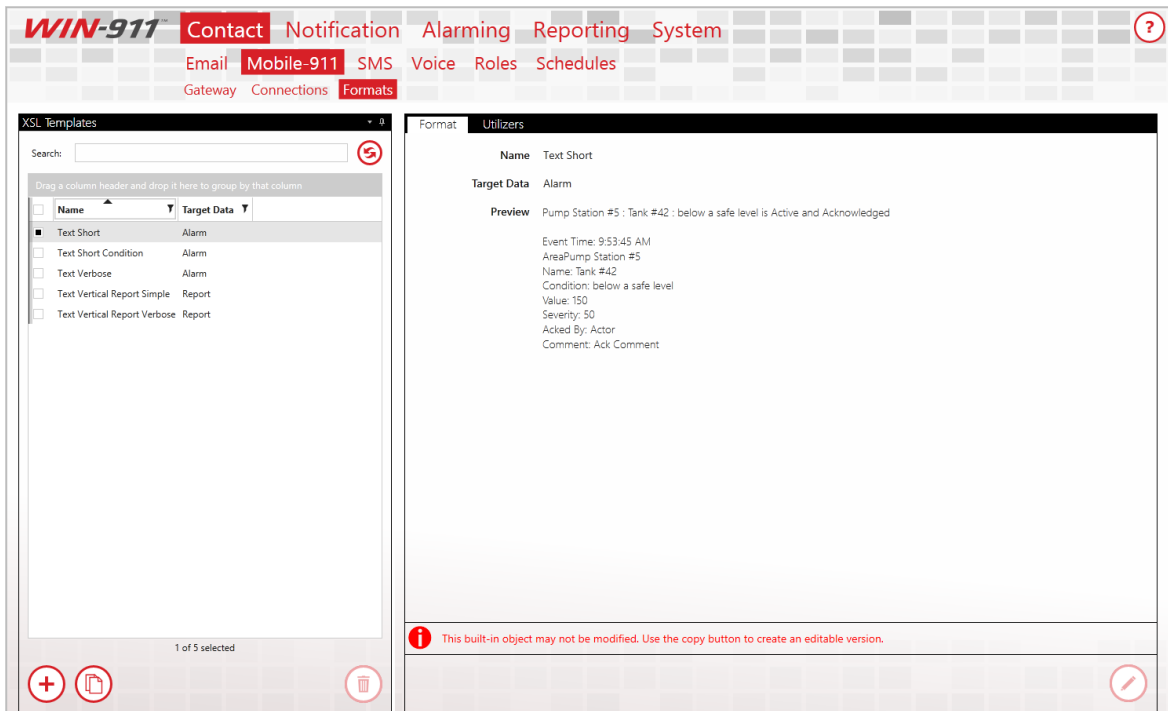 WIN-911™ Contact Notification Alarming Reporting System ?
Email Mobile-911 SMS Voice Roles Schedules
Gateway Connections Formats
XSL Templates
Search:
Drag a column header and drop it here to group by that column
Name Target Data
Text Short Alarm
Text Short Condition Alarm
Text Verbose Alarm
Text Vertical Report Simple Report
Text Vertical Report Verbose Report
1 of 5 selected
Format Utilizers
Name Text Short
Target Data Alarm
Preview Pump Station #5 : Tank #42 : below a safe level is Active and Acknowledged
Event Time: 9:53:45 AM
AreaPump Station #5
Name: Tank #42
Condition: below a safe level
Value: 150
Severity: 50
Acked By: Actor
Comment: Ack Comment
This built-in object may not be modified. Use the copy button to create an editable version.